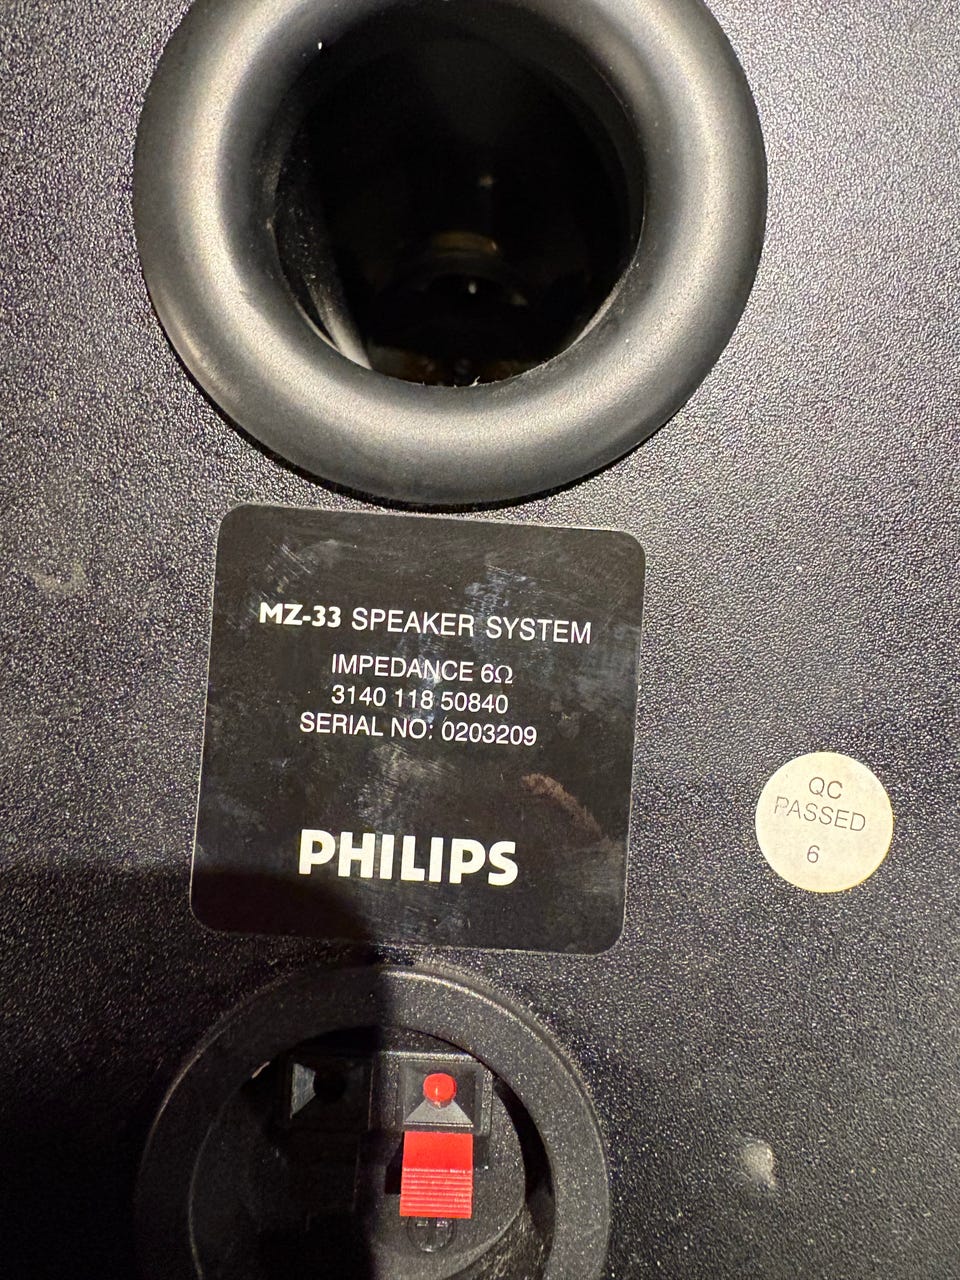 MZ-33 SPEAKER SYSTEM
IMPEDANCE 6Ω
3140 118 50840
SERIAL NO: 0203209
PHILIPS
QC
PASSED
6